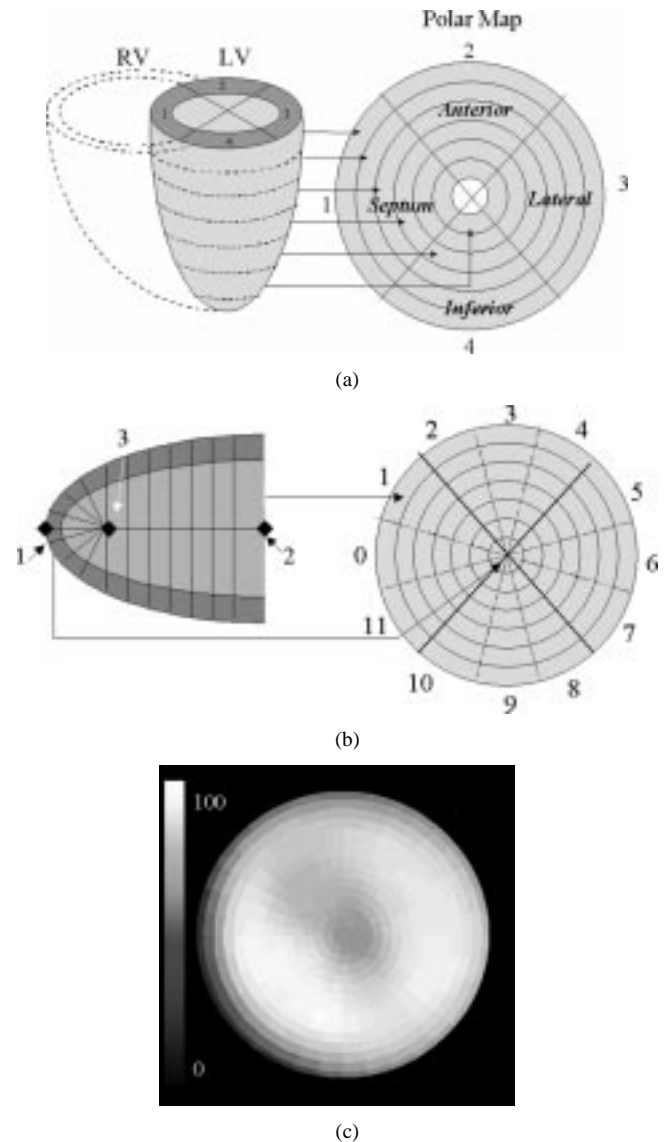 Polar Map
RV LV
2
2
1 3
4
Anterior
1 Septum Lateral 3
Inferior
4
(a)
3
1
2
3
2 4
1 5
0 6
11 7
10 8
9
(b)
100
0
(c)